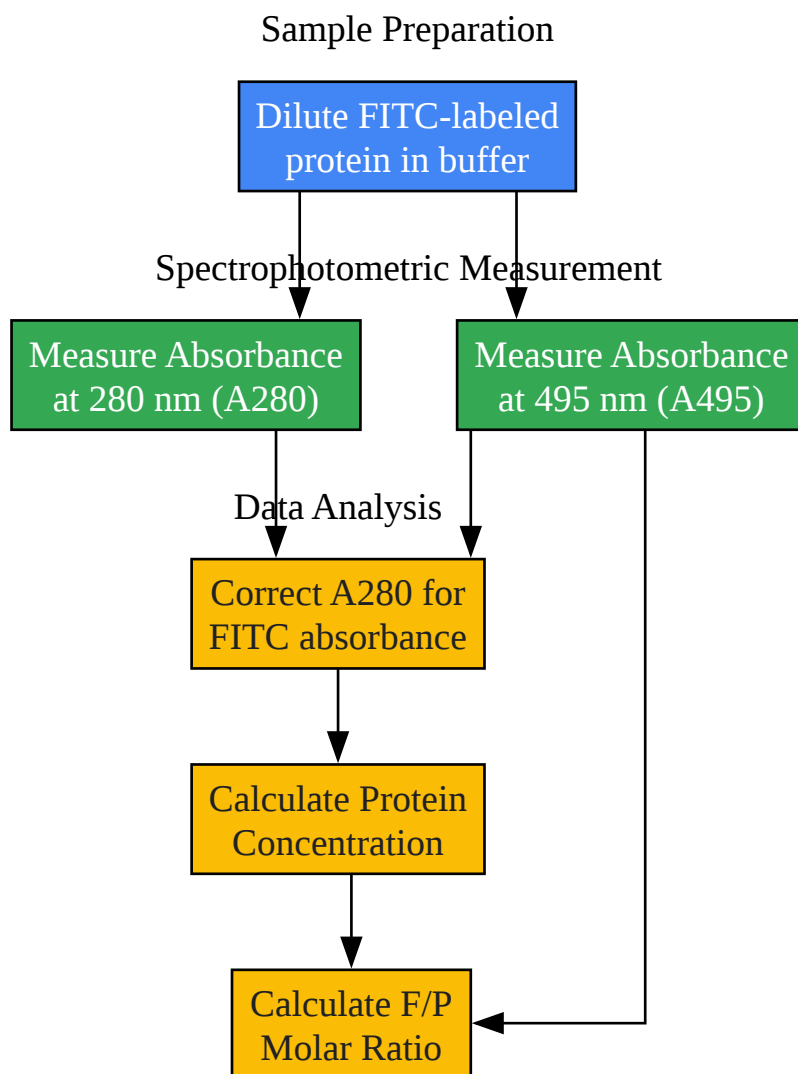 Sample Preparation
Dilute FITC-labeled
protein in buffer
Spectrophotometric Measurement
Measure Absorbance
at 280 nm (A280)
Measure Absorbance
at 495 nm (A495)
Data Analysis
Correct A280 for
FITC absorbance
Calculate Protein
Concentration
Calculate F/P
Molar Ratio